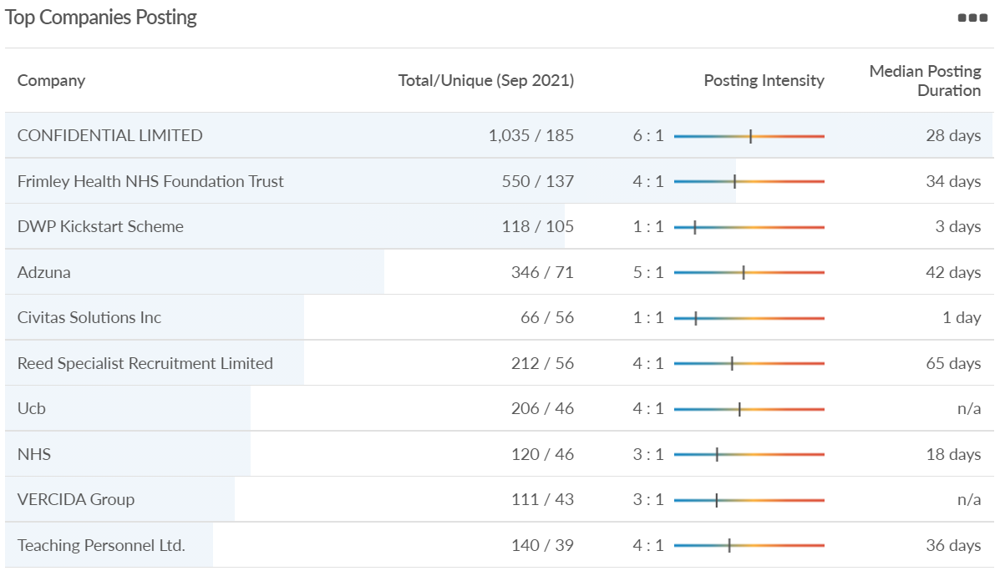 Top Companies Posting
Company Total/Unique (Sep 2021) Posting Intensity Median Posting
Duration
CONFIDENTIAL LIMITED 1,035 / 185 6 : 1 28 days
Frimley Health NHS Foundation Trust 550 / 137 4 : 1 34 days
DWP Kickstart Scheme 118 / 105 1 : 1 3 days
Adzuna 346 / 71 5 : 1 42 days
Civitas Solutions Inc 66 / 56 1 : 1 1 day
Reed Specialist Recruitment Limited 212 / 56 4 : 1 65 days
Ucb 206 / 46 4 : 1 n/a
NHS 120 / 46 3 : 1 18 days
VERCIDA Group 111 / 43 3 : 1 n/a
Teaching Personnel Ltd. 140 / 39 4 : 1 36 days